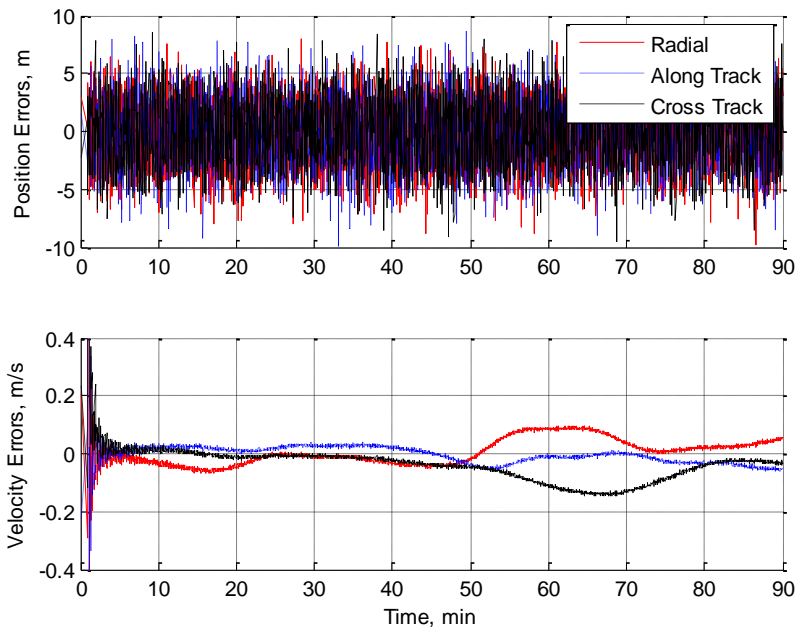 10
5
0
-5
-10
Position Errors, m
Radial
Along Track
Cross Track
0 10 20 30 40 50 60 70 80 90
0.4
0.2
0
-0.2
-0.4
Velocity Errors, m/s
0 10 20 30 40 50 60 70 80 90
Time, min